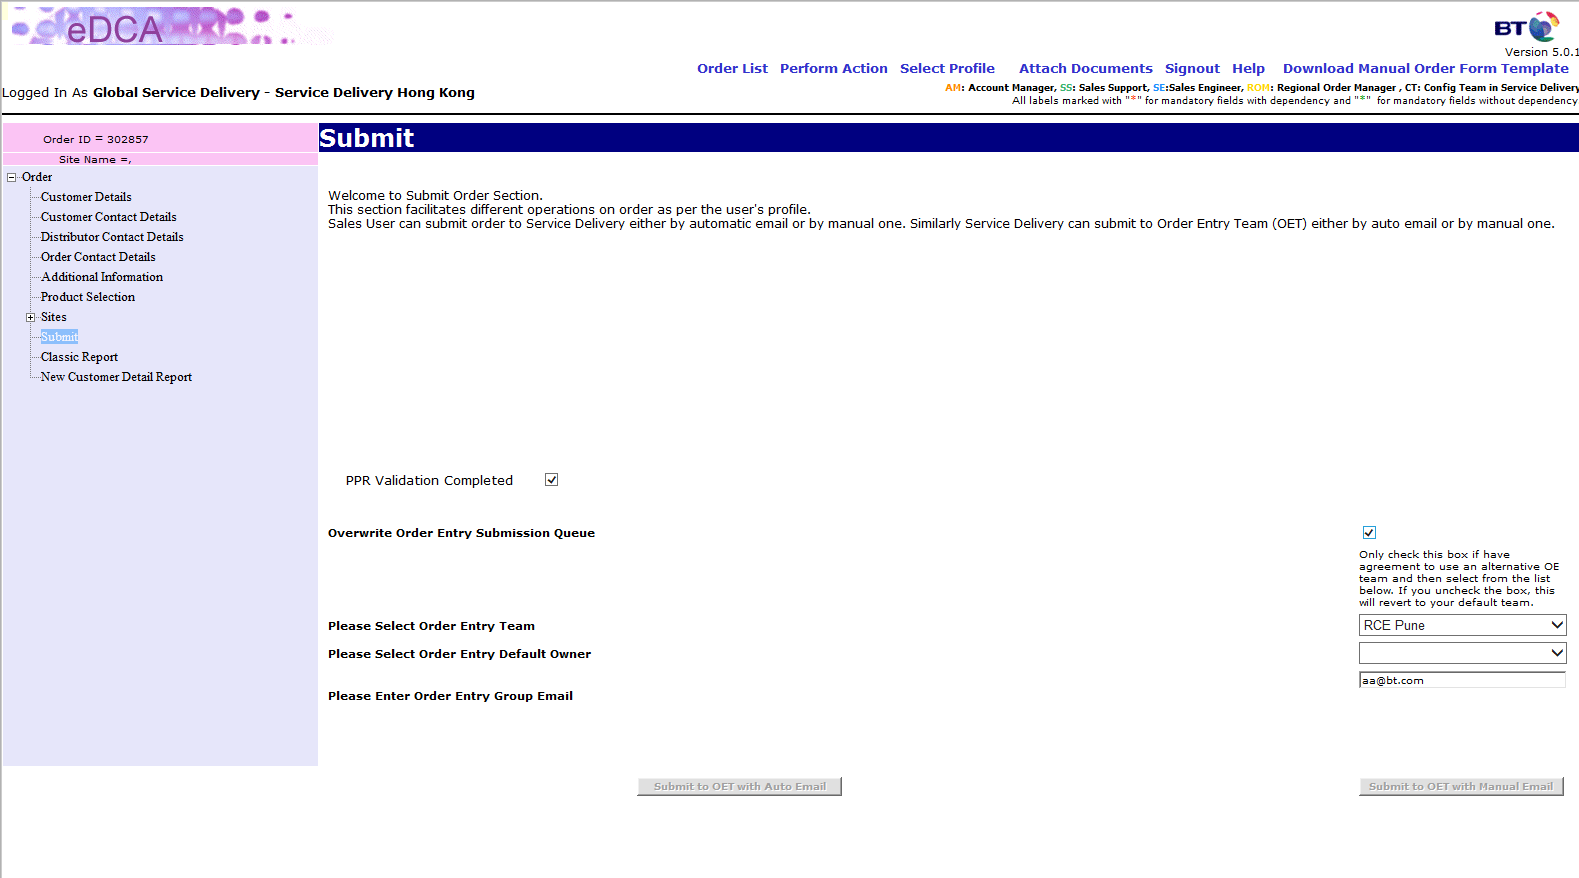 eDCA
BT
Version 5.0.1
Order List Perform Action Select Profile Attach Documents Signout Help Download Manual Order Form Template
Logged In As Global Service Delivery - Service Delivery Hong Kong
AM: Account Manager, SS: Sales Support, SE:Sales Engineer, ROM: Regional Order Manager , CT: Config Team in Service Delivery
All labels marked with "*" for mandatory fields with dependency and "*" for mandatory fields without dependency
Order ID = 302857
Site Name =,
Submit
Order
Customer Details
Customer Contact Details
Distributor Contact Details
Order Contact Details
Additional Information
Product Selection
Sites
Submit
Classic Report
New Customer Detail Report
Welcome to Submit Order Section.
This section facilitates different operations on order as per the user's profile.
Sales User can submit order to Service Delivery either by automatic email or by manual one. Similarly Service Delivery can submit to Order Entry Team (OET) either by auto email or by manual one.
PPR Validation Completed
Overwrite Order Entry Submission Queue
Only check this box if have
agreement to use an alternative OE
team and then select from the list
below. If you uncheck the box, this
will revert to your default team.
Please Select Order Entry Team
RCE Pune
Please Select Order Entry Default Owner
Please Enter Order Entry Group Email
aa@bt.com
Submit to OET with Auto Email
Submit to OET with Manual Email